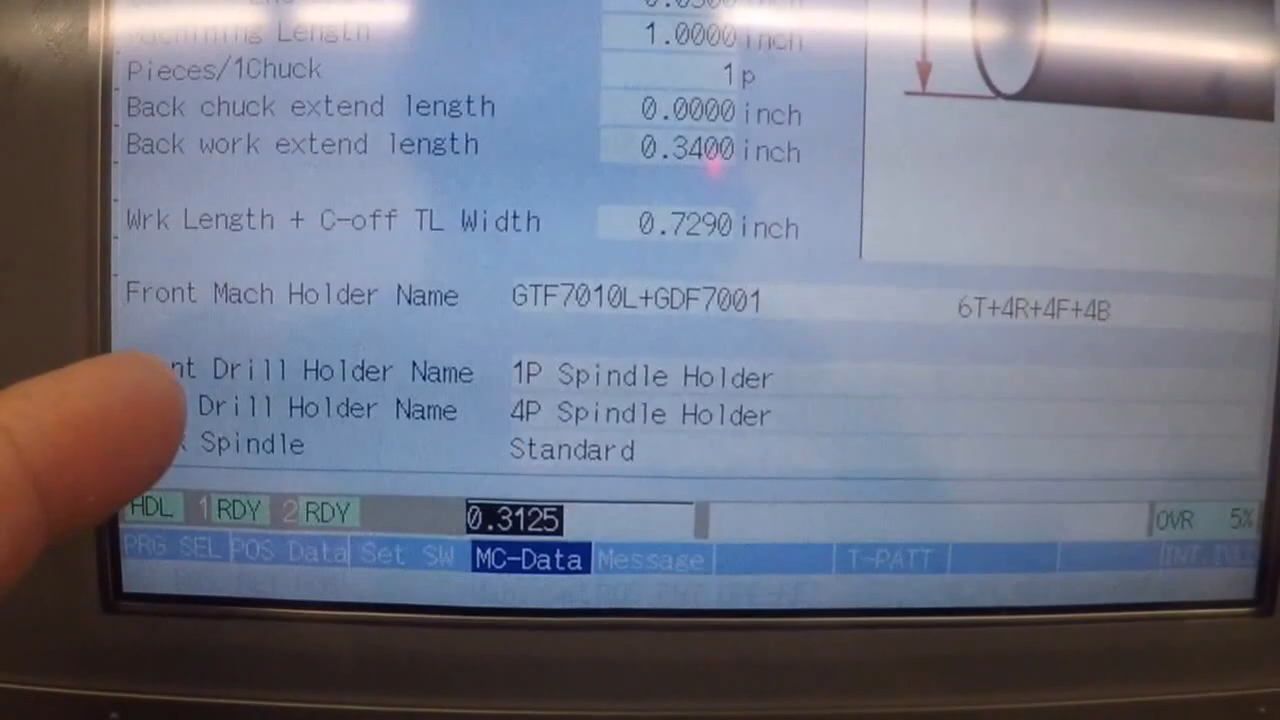 Machining Length 1.0000 inch
Pieces/1Chuck 1 p
Back chuck extend length 0.0000 inch
Back work extend length 0.3400 inch
Wrk Length + C-off TL Width 0.7290 inch
Front Mach Holder Name GTF7010L+GDF7001 6T+4R+4F+4B
nt Drill Holder Name 1P Spindle Holder
Drill Holder Name 4P Spindle Holder
k Spindle Standard
HDL 1 RDY 2 RDY 0.3125 OVR 5%
PRG SEL POS Data Set SW MC-Data Message T-PATT